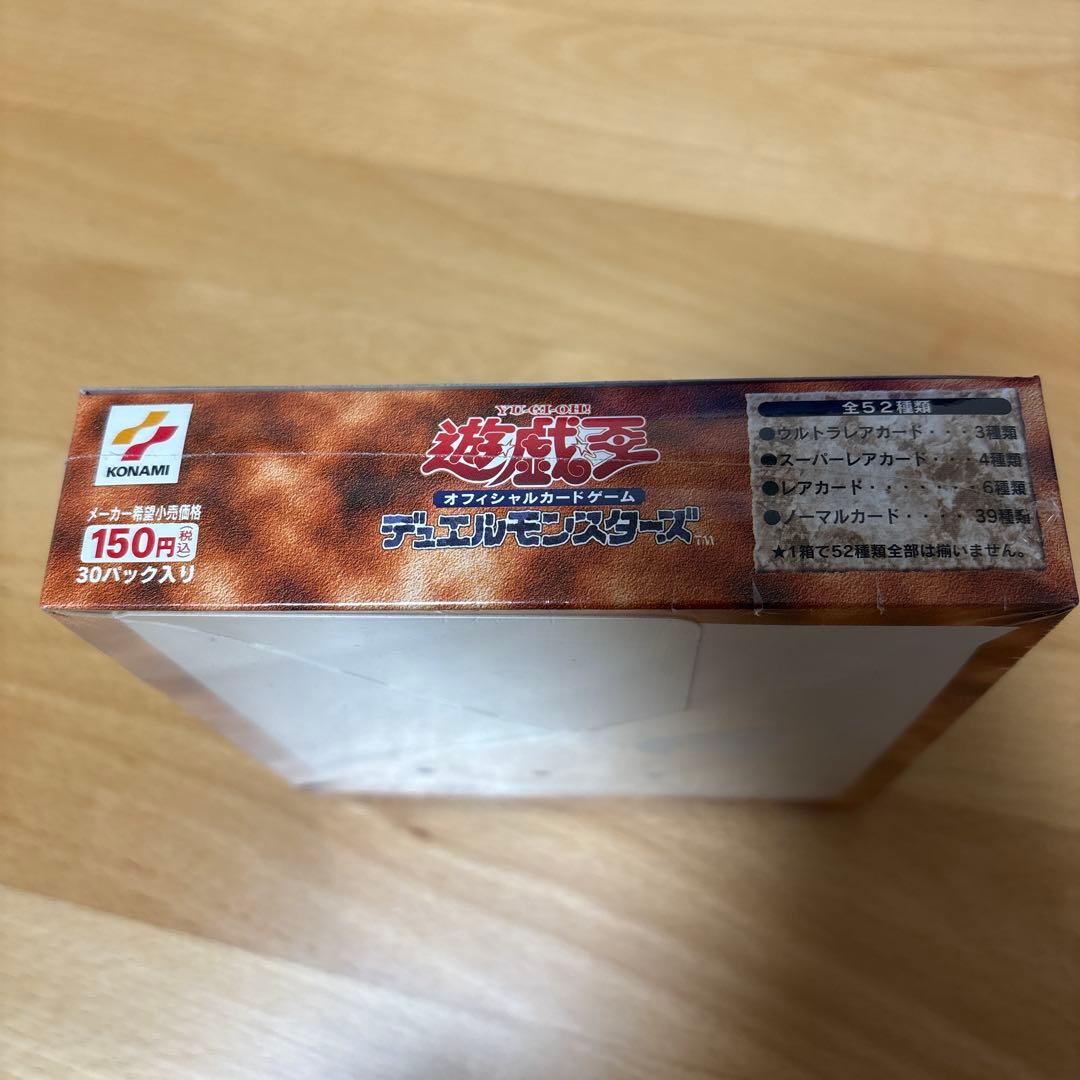 KONAMI
メーカー希望小売価格
150円(税込)
30パック入り
YU-GI-OH!
遊☆戯☆王
オフィシャルカードゲーム
デュエルモンスターズ™
全52種類
●ウルトラレアカード・・・3種類
●スーパーレアカード・・・4種類
●レアカード・・・・・・・6種類
●ノーマルカード・・・・39種類
★1箱で52種類全部は揃いません。